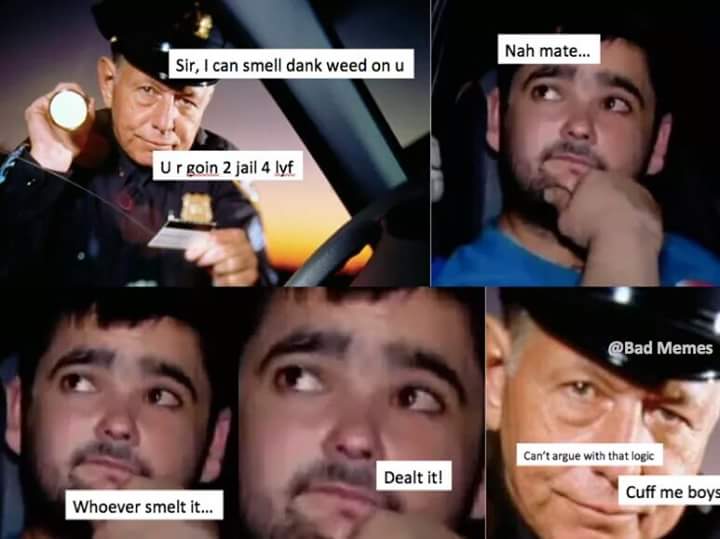 Sir, I can smell dank weed on u
U r goin 2 jail 4 lyf
Nah mate...
Whoever smelt it...
Dealt it!
@Bad Memes
Can't argue with that logic
Cuff me boys